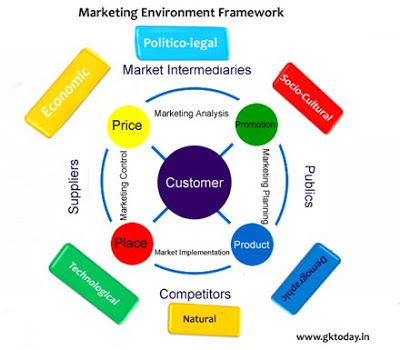 Marketing Environment Framework
Politico-legal
Economic
Market Intermediaries
Socio-Cultural
Marketing Analysis
Price
Promotion
Suppliers
Marketing Control
Customer
Marketing Planning
Publics
Place
Market Implementation
Product
Technological
Competitors
Demographic
Natural
www.gktoday.in